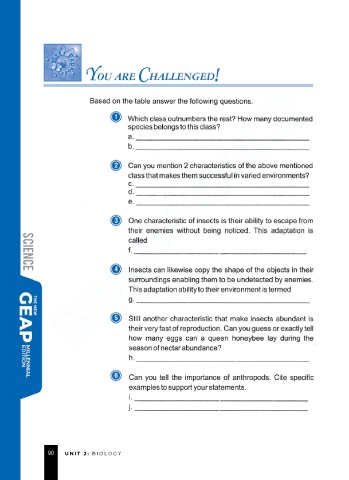 YOU ARE CHALLENGED!
Based on the table answer the following questions.
1 Which class outnumbers the rest? How many documented
species belongs to this class?
a. ____________________
b. ____________________
2 Can you mention 2 characteristics of the above mentioned
class that makes them successful in varied environments?
c. ____________________
d. ____________________
e. ____________________
3 One characteristic of insects is their ability to escape from
their enemies without being noticed. This adaptation is
called
f. ____________________
4 Insects can likewise copy the shape of the objects in their
surroundings enabling them to be undetected by enemies.
This adaptation ability to their environment is termed
g. ____________________
5 Still another characteristic that make insects abundant is
their very fast of reproduction. Can you guess or exactly tell
how many eggs can a queen honeybee lay during the
season of nectar abundance?
h. ____________________
6 Can you tell the importance of anthropods. Cite specific
examples to support your statements.
i. ____________________
j. ____________________
SCIENCE
THE NEW
GEAP
MILLENNIAL
EDITION
90 UNIT 2: BIOLOGY